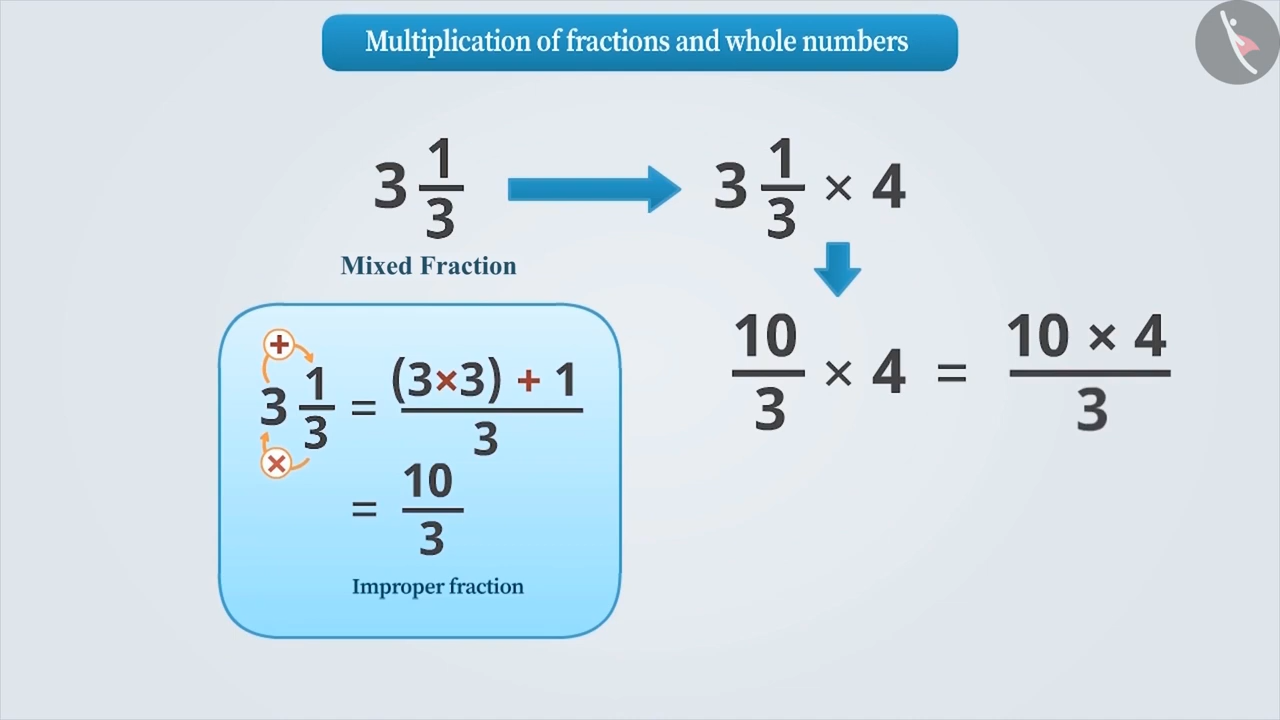 Multiplication of fractions and whole numbers
3 1/3
3 1/3 × 4
Mixed Fraction
10/3 × 4 = (10 × 4)/3
+
3 1/3 = ((3×3) + 1)/3
×
= 10/3
Improper fraction